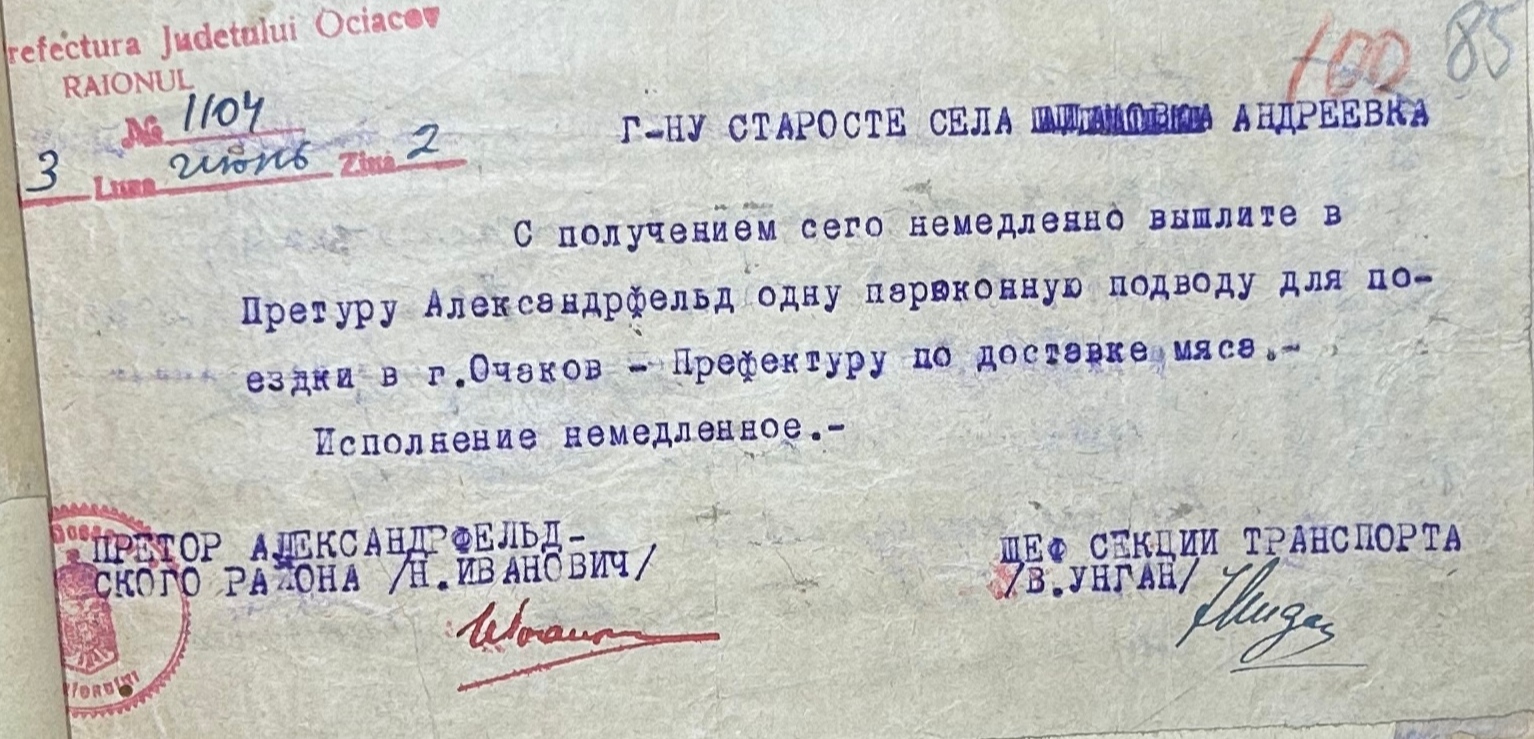 refectura Judetului Ociacov
RAIONUL
№ 1104
3 Luna июнь Ziua 2
100 85
Г-НУ СТАРОСТЕ СЕЛА АНДРЕЕВКА
С получением сего немедленно вышлите в
Претуру Александрфельд одну пароконную подводу для по-
ездки в г.Очаков - Префектуру по доставке мяса.-
Исполнение немедленное.-
ПРЕТОР АЛЕКСАНДРФЕЛЬД-
СКОГО РАЙОНА /Н.ИВАНОВИЧ/
ШЕФ СЕКЦИИ ТРАНСПОРТА
/В.УНГАН/